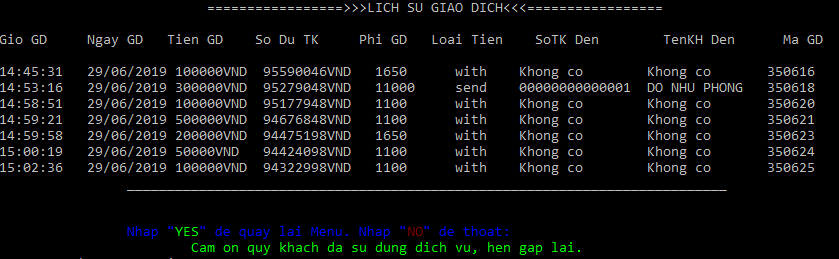 =================>>>LICH SU GIAO DICH<<<=================
Gio GD Ngay GD Tien GD So Du TK Phi GD Loai Tien SoTK Den TenKH Den Ma GD
14:45:31 29/06/2019 100000VND 95590046VND 1650 with Khong co Khong co 350616
14:53:16 29/06/2019 300000VND 95279048VND 11000 send 00000000000001 DO NHU PHONG 350618
14:58:51 29/06/2019 100000VND 95177948VND 1100 with Khong co Khong co 350620
14:59:21 29/06/2019 500000VND 94676848VND 1100 with Khong co Khong co 350621
14:59:58 29/06/2019 200000VND 94475198VND 1650 with Khong co Khong co 350623
15:00:19 29/06/2019 50000VND 94424098VND 1100 with Khong co Khong co 350624
15:02:36 29/06/2019 100000VND 94322998VND 1100 with Khong co Khong co 350625
Nhap "YES" de quay lai Menu. Nhap "NO" de thoat:
Cam on quy khach da su dung dich vu, hen gap lai.